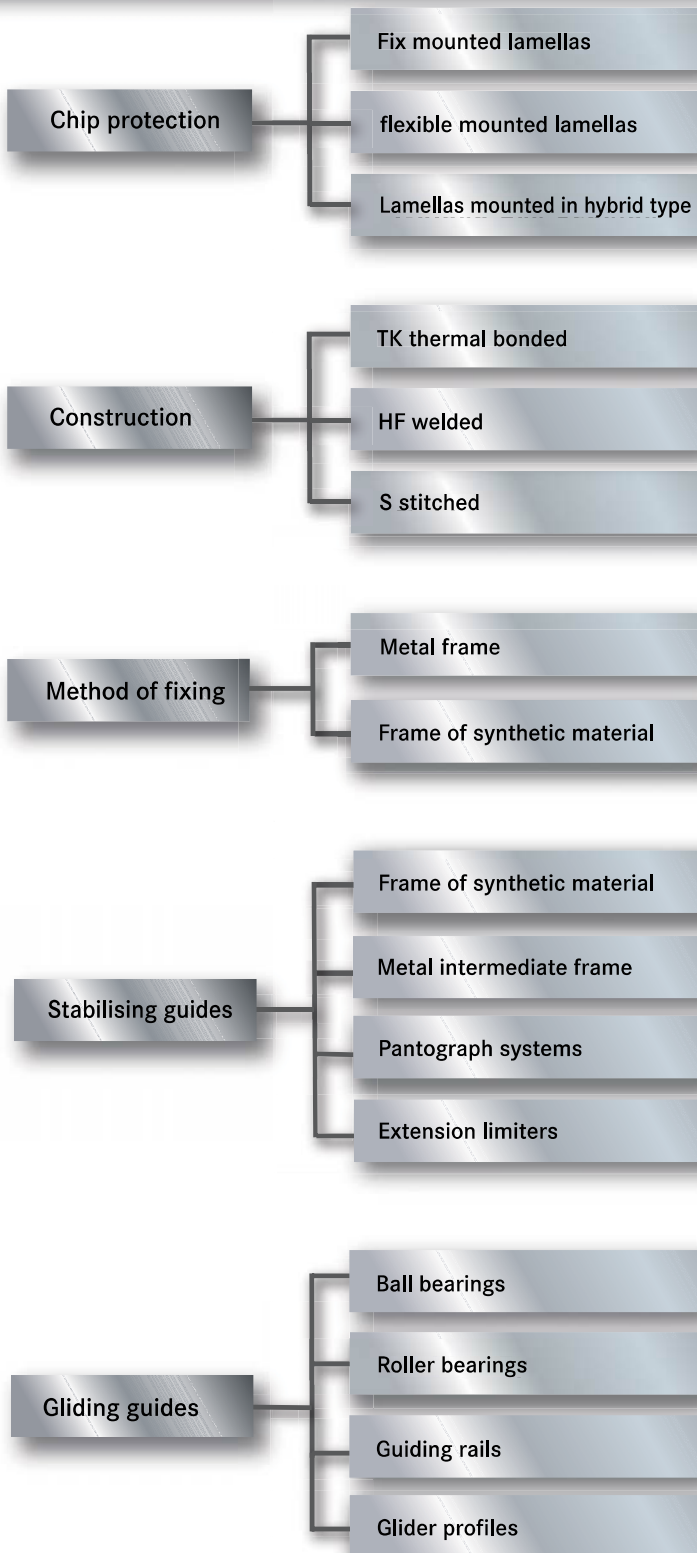 Chip protection
Fix mounted lamellas
flexible mounted lamellas
Lamellas mounted in hybrid type
Construction
TK thermal bonded
HF welded
S stitched
Method of fixing
Metal frame
Frame of synthetic material
Stabilising guides
Frame of synthetic material
Metal intermediate frame
Pantograph systems
Extension limiters
Gliding guides
Ball bearings
Roller bearings
Guiding rails
Glider profiles